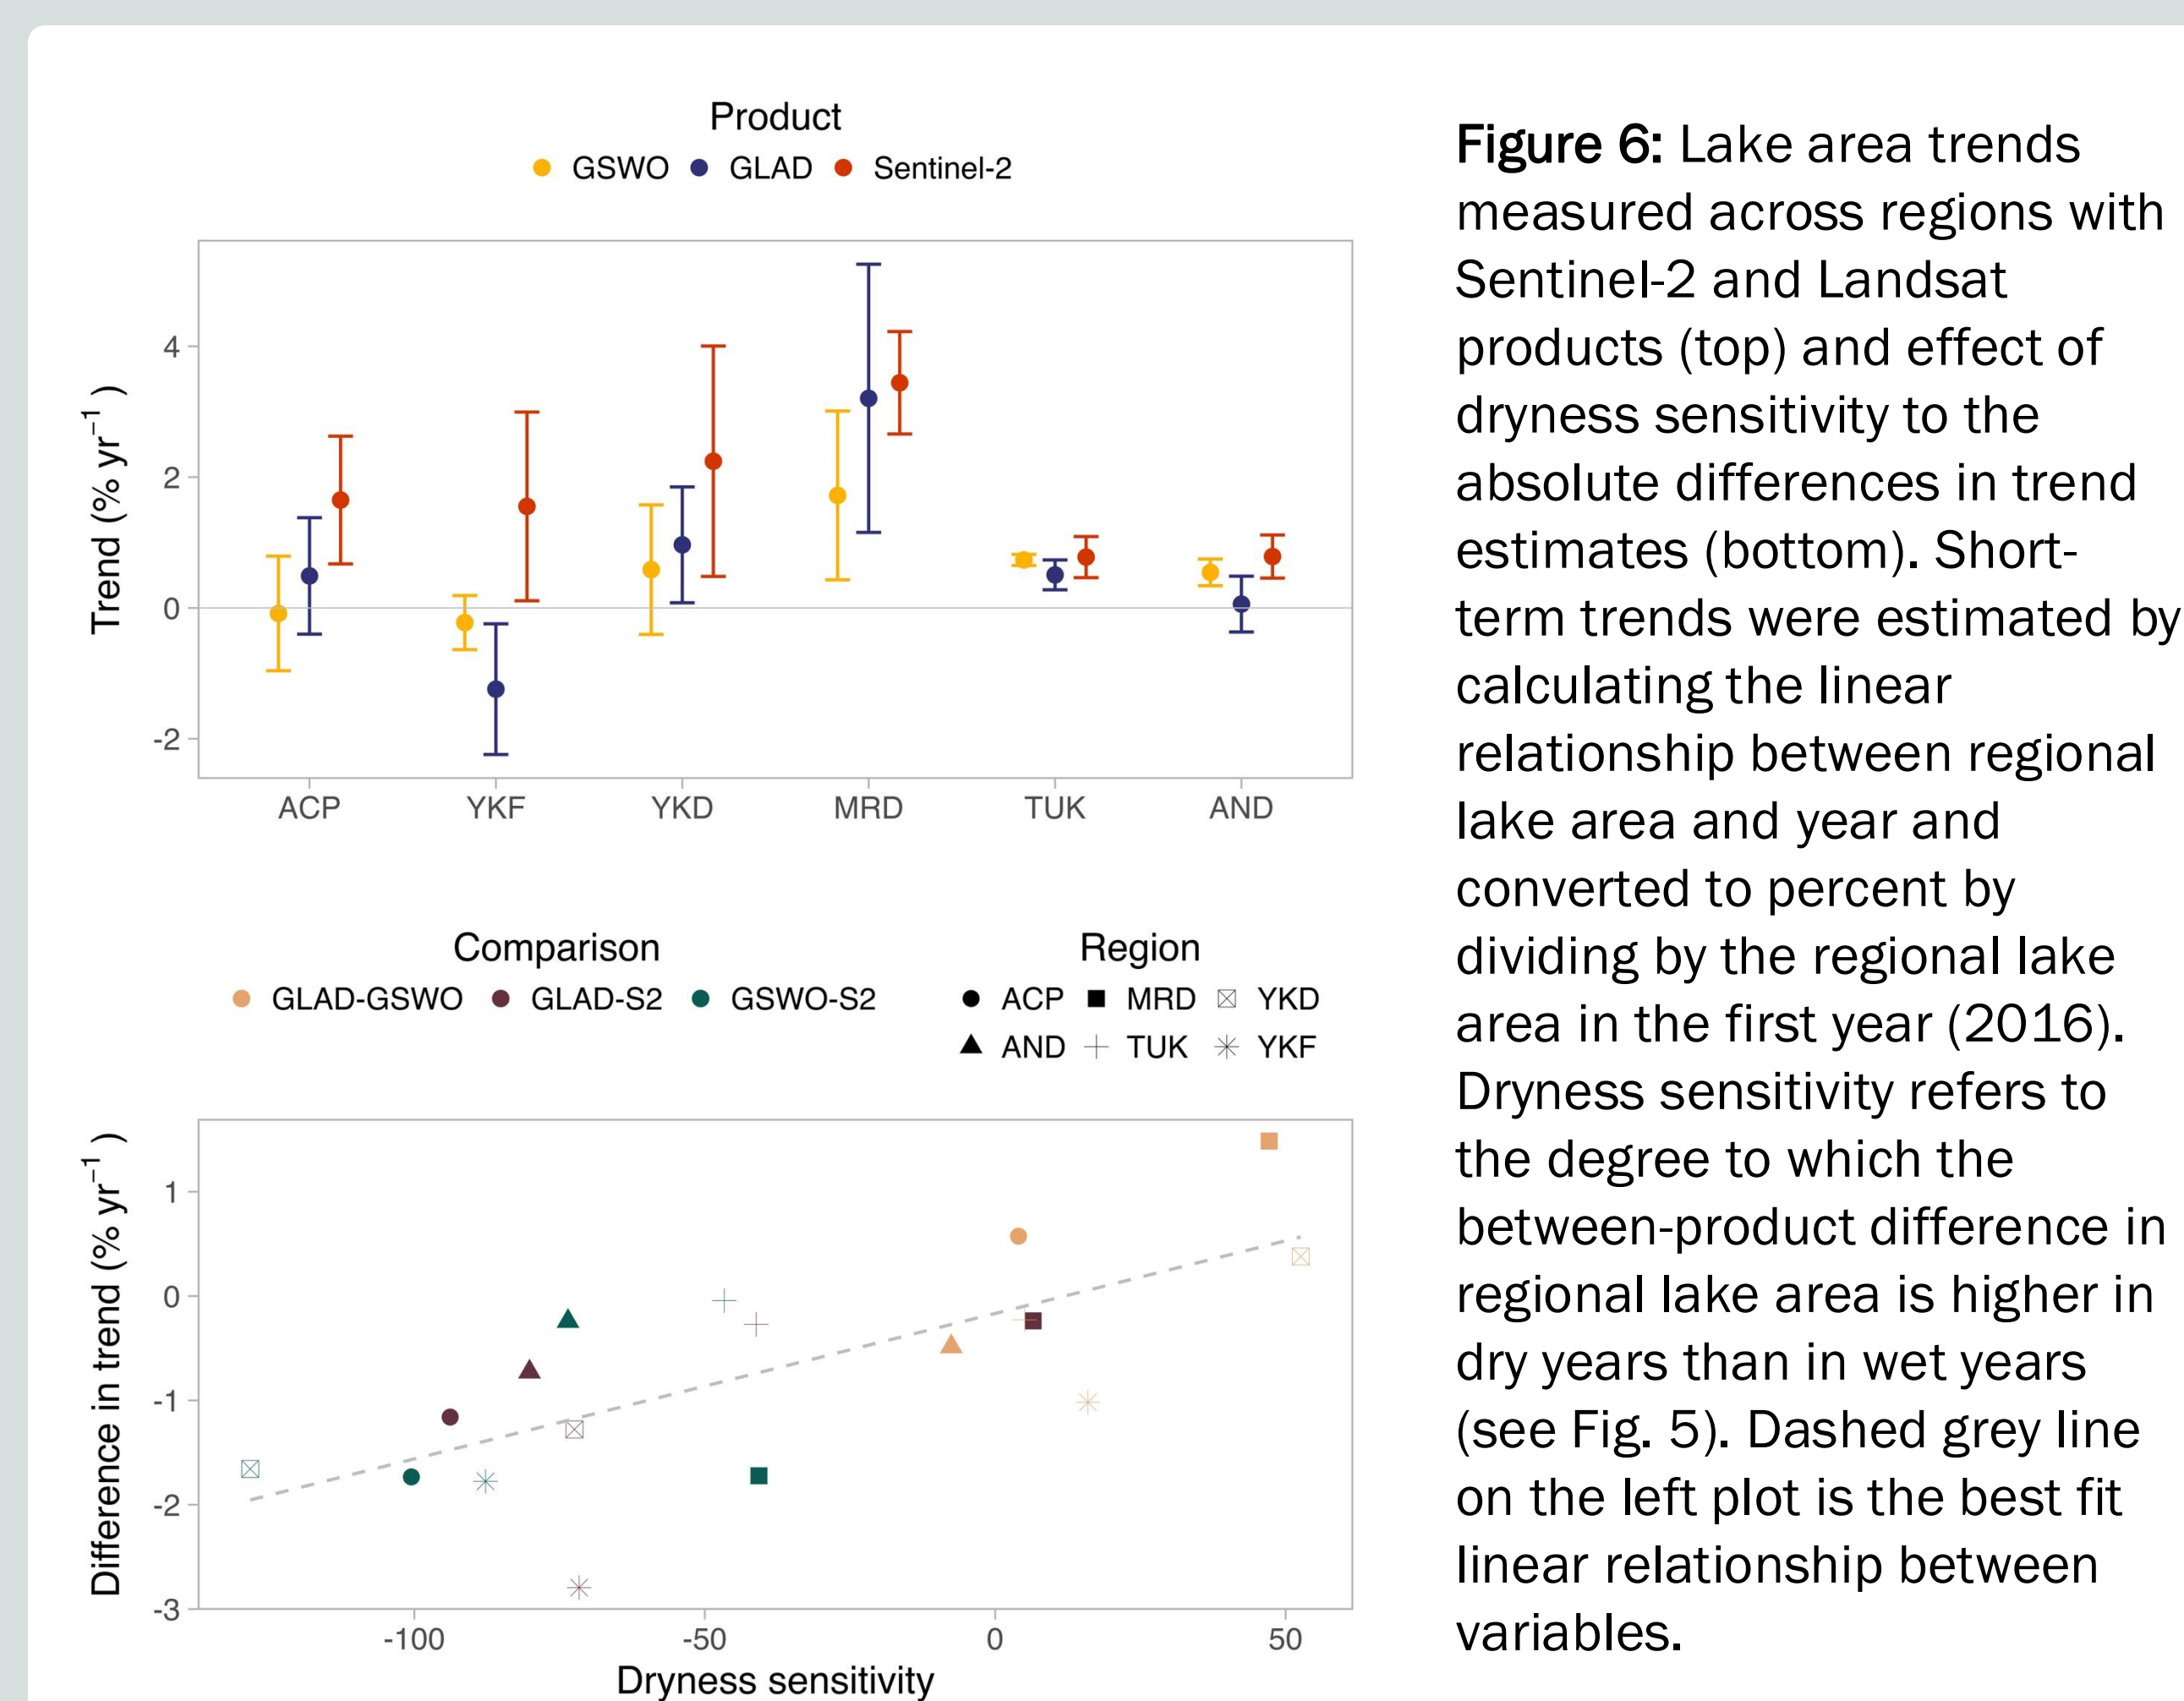 Product
GSWO GLAD Sentinel-2
Trend (% yr⁻¹ )
4
2
0
-2
ACP YKF YKD MRD TUK AND
Comparison
GLAD-GSWO GLAD-S2 GSWO-S2
Region
ACP MRD YKD
AND TUK YKF
Difference in trend (% yr⁻¹ )
1
0
-1
-2
-3
-100 -50 0 50
Dryness sensitivity
Figure 6: Lake area trends
measured across regions with
Sentinel-2 and Landsat
products (top) and effect of
dryness sensitivity to the
absolute differences in trend
estimates (bottom). Short-
term trends were estimated by
calculating the linear
relationship between regional
lake area and year and
converted to percent by
dividing by the regional lake
area in the first year (2016).
Dryness sensitivity refers to
the degree to which the
between-product difference in
regional lake area is higher in
dry years than in wet years
(see Fig. 5). Dashed grey line
on the left plot is the best fit
linear relationship between
variables.